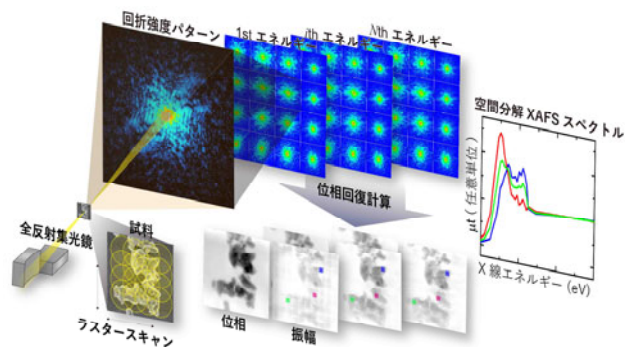 回折強度パターン
1st エネルギー
ith エネルギー
Nth エネルギー
空間分解 XAFS スペクトル
μt (任意単位)
X 線エネルギー (eV)
位相回復計算
全反射集光鏡
試料
ラスタースキャン
位相
振幅